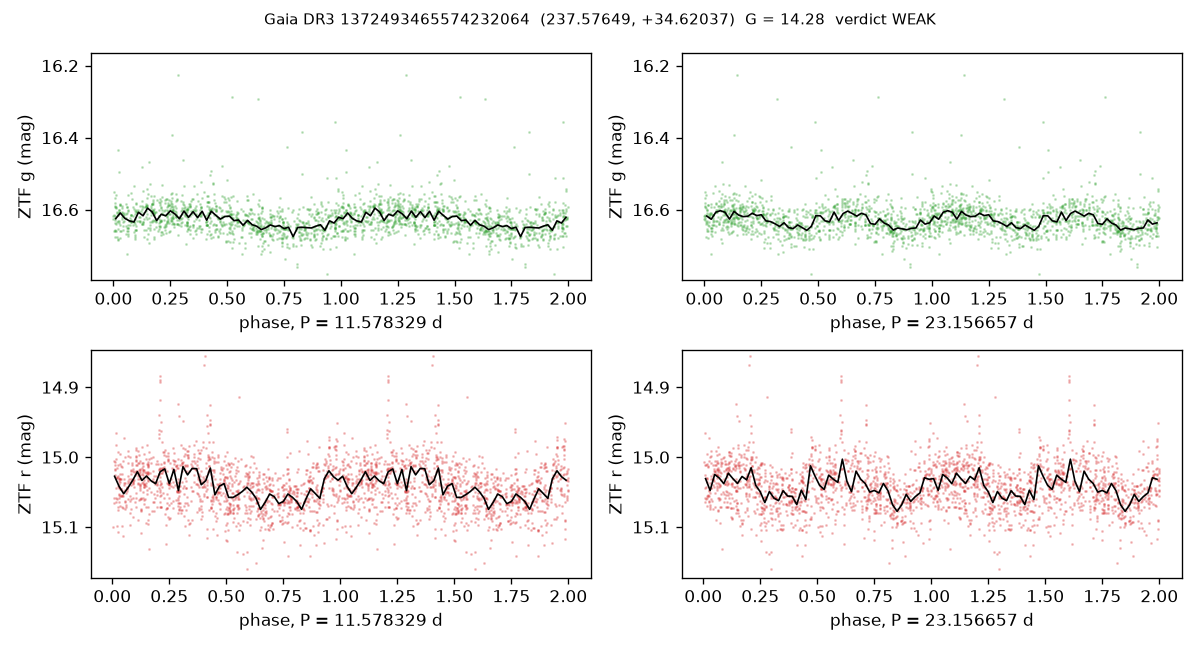 Gaia DR3 1372493465574232064 (237.57649, +34.62037) G = 14.28 verdict WEAK
16.2
16.4
16.6
ZTF g (mag)
0.00 0.25 0.50 0.75 1.00 1.25 1.50 1.75 2.00
phase, P = 11.578329 d
16.2
16.4
16.6
ZTF g (mag)
0.00 0.25 0.50 0.75 1.00 1.25 1.50 1.75 2.00
phase, P = 23.156657 d
14.9
15.0
15.1
ZTF r (mag)
0.00 0.25 0.50 0.75 1.00 1.25 1.50 1.75 2.00
phase, P = 11.578329 d
14.9
15.0
15.1
ZTF r (mag)
0.00 0.25 0.50 0.75 1.00 1.25 1.50 1.75 2.00
phase, P = 23.156657 d